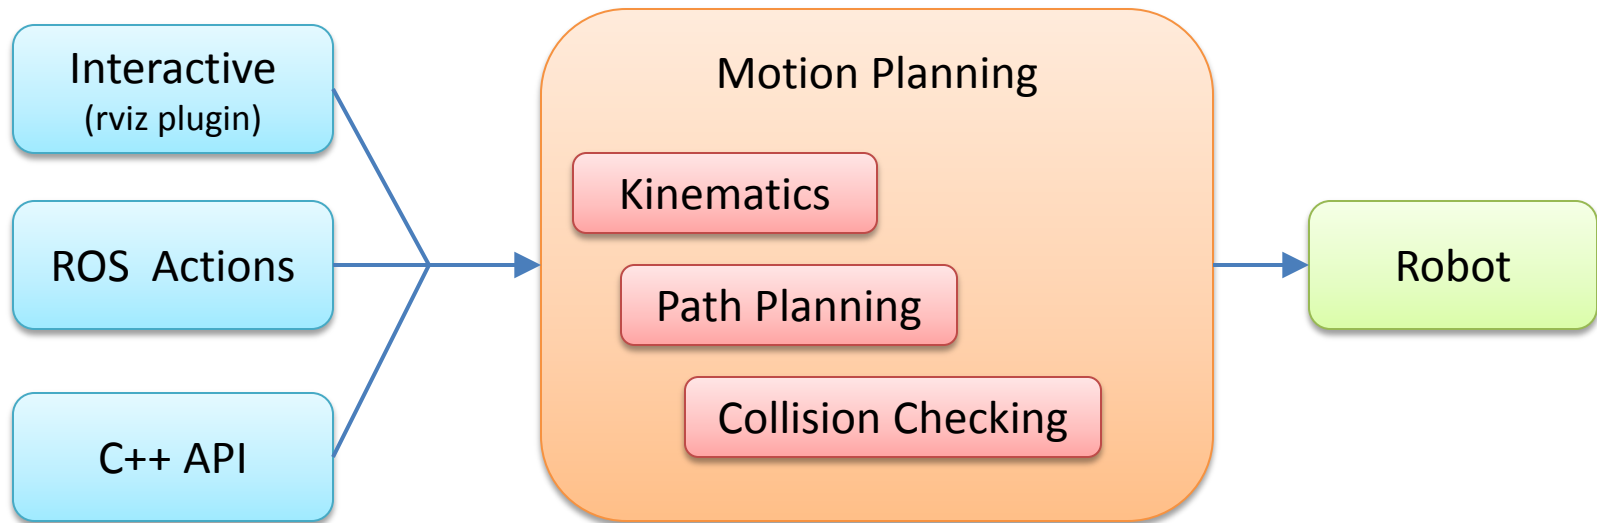 Interactive
(rviz plugin)
ROS  Actions
C++ API
Motion Planning
Kinematics
Path Planning
Collision Checking
Robot